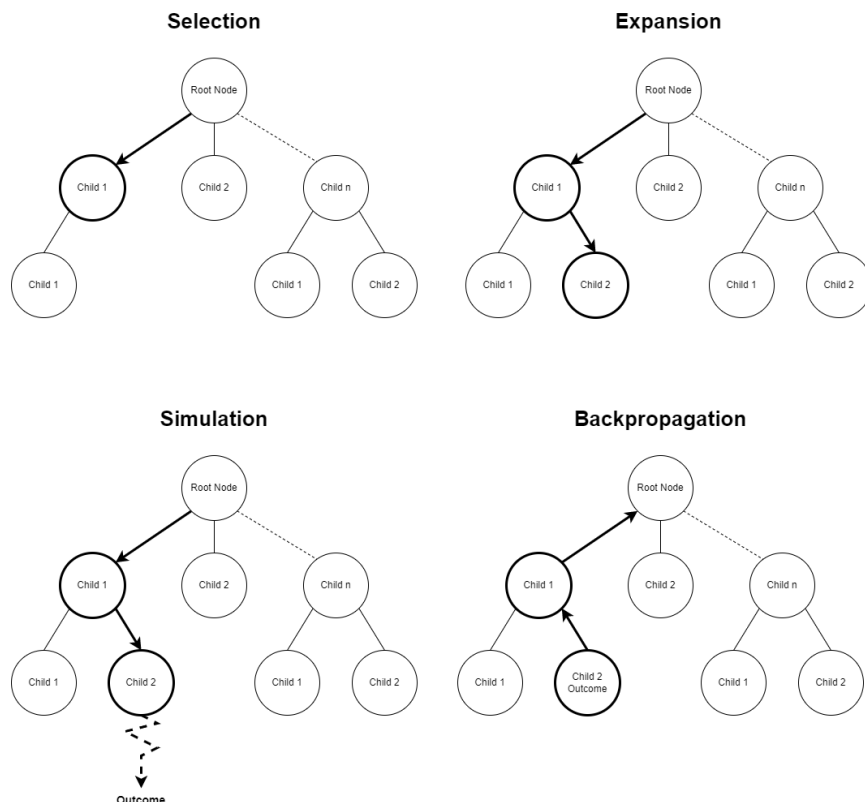 Selection
Root Node
Child 1
Child 2
Child n
Child 1
Child 1
Child 2
Expansion
Root Node
Child 1
Child 2
Child n
Child 1
Child 2
Child 1
Child 2
Simulation
Root Node
Child 1
Child 2
Child n
Child 1
Child 2
Child 1
Child 2
Outcome
Backpropagation
Root Node
Child 1
Child 2
Child n
Child 1
Child 2
Outcome
Child 1
Child 2